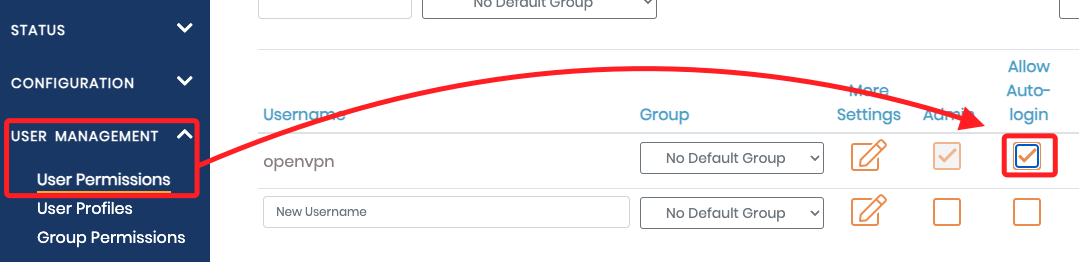 No Default Group
STATUS
CONFIGURATION
USER MANAGEMENT
User Permissions
User Profiles
Group Permissions
Username
Group
More
Settings
Admin
Allow
Auto-
login
openvpn
No Default Group
New Username
No Default Group